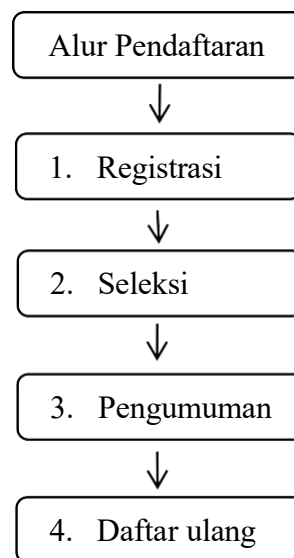 Alur Pendaftaran
1. Registrasi
2. Seleksi
3. Pengumuman
4. Daftar ulang